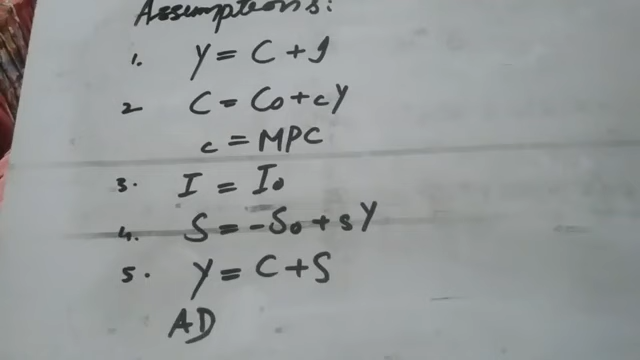 Assumptions:
1. Y = C + I
2 C = C₀ + cY
c = MPC
3. I = I₀
4. S = -S₀ + sY
5. Y = C + S
AD